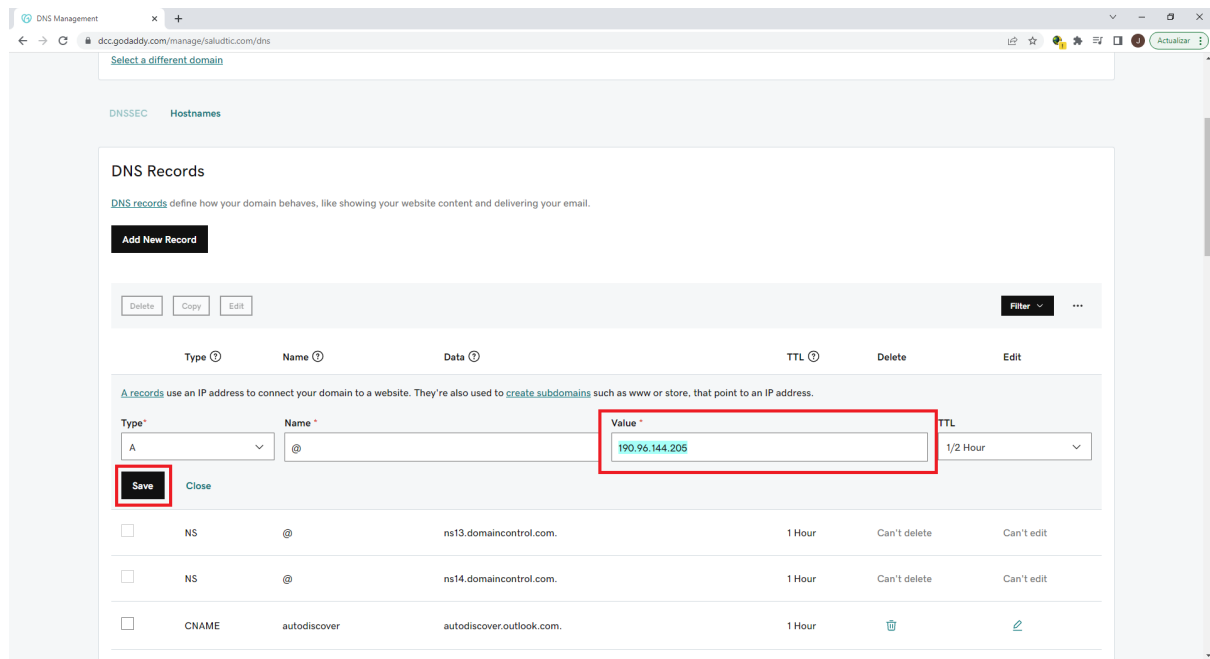 DNS Management
dcc.godaddy.com/manage/saludtic.com/dns
Actualizar
Select a different domain
DNSSEC Hostnames
DNS Records
DNS records define how your domain behaves, like showing your website content and delivering your email.
Add New Record
Delete Copy Edit Filter
Type Name Data TTL Delete Edit
A records use an IP address to connect your domain to a website. They're also used to create subdomains such as www or store, that point to an IP address.
Type* Name * Value * TTL
A @ 190.96.144.205 1/2 Hour
Save Close
NS @ ns13.domaincontrol.com. 1 Hour Can't delete Can't edit
NS @ ns14.domaincontrol.com. 1 Hour Can't delete Can't edit
CNAME autodiscover autodiscover.outlook.com. 1 Hour